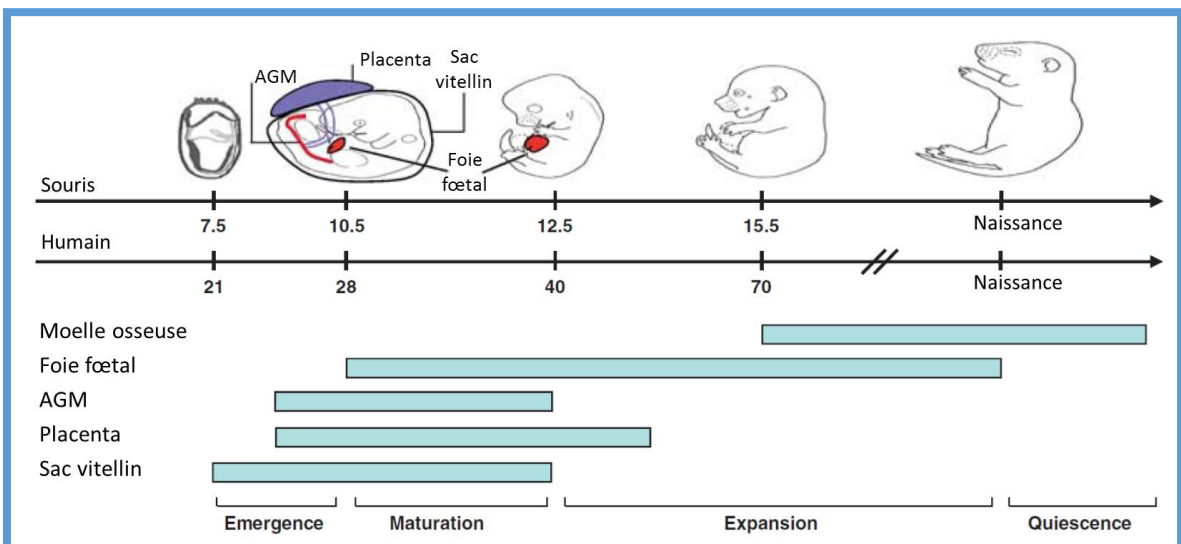 Placenta
Sac
vitellin
AGM
Foie
fœtal
Souris
7.5 10.5 12.5 15.5 Naissance
Humain
21 28 40 70 Naissance
Moelle osseuse
Foie fœtal
AGM
Placenta
Sac vitellin
Emergence Maturation Expansion Quiescence